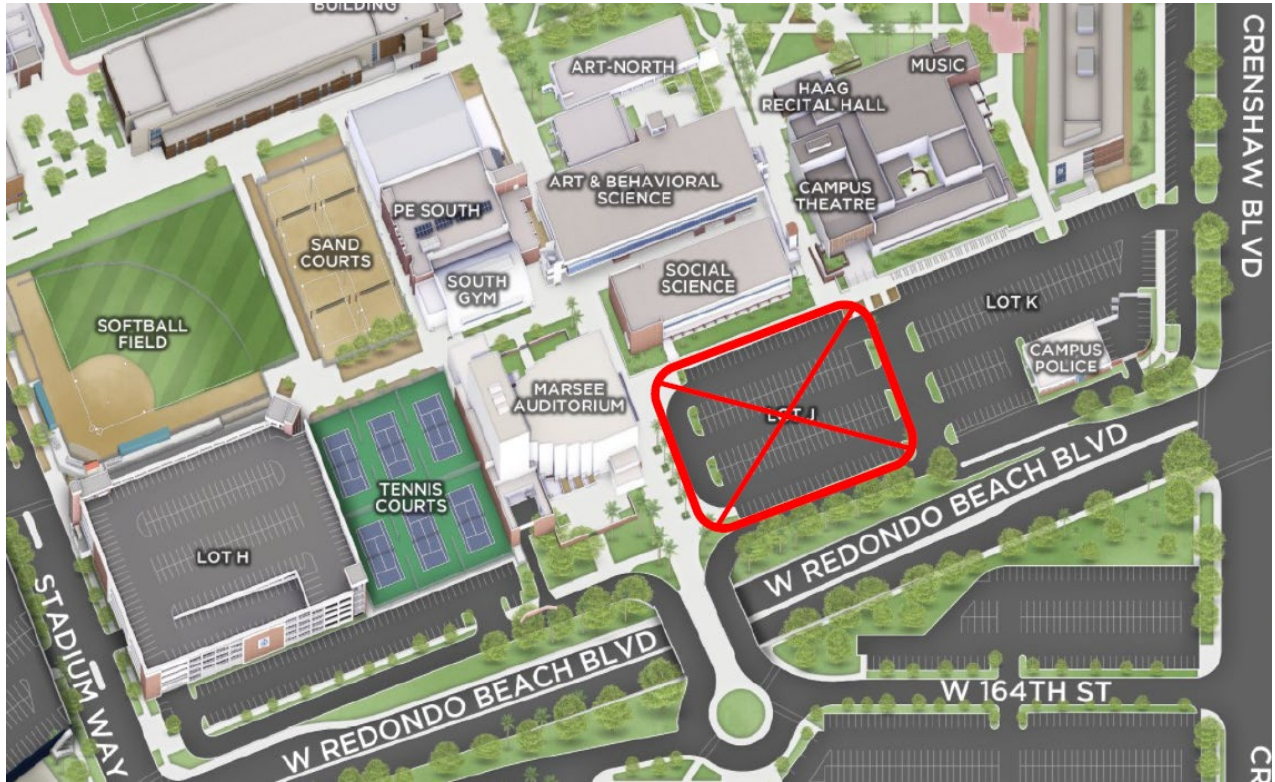 BUILDING
ART-NORTH
MUSIC
HAAG
RECITAL HALL
CRENSHAW BLVD
ART & BEHAVIORAL
SCIENCE
CAMPUS
THEATRE
PE SOUTH
SAND
COURTS
SOUTH
GYM
SOCIAL
SCIENCE
LOT K
SOFTBALL
FIELD
CAMPUS
POLICE
MARSEE
AUDITORIUM
LOT J
TENNIS
COURTS
W REDONDO BEACH BLVD
LOT H
STADIUM WAY
W REDONDO BEACH BLVD
W 164TH ST
CR